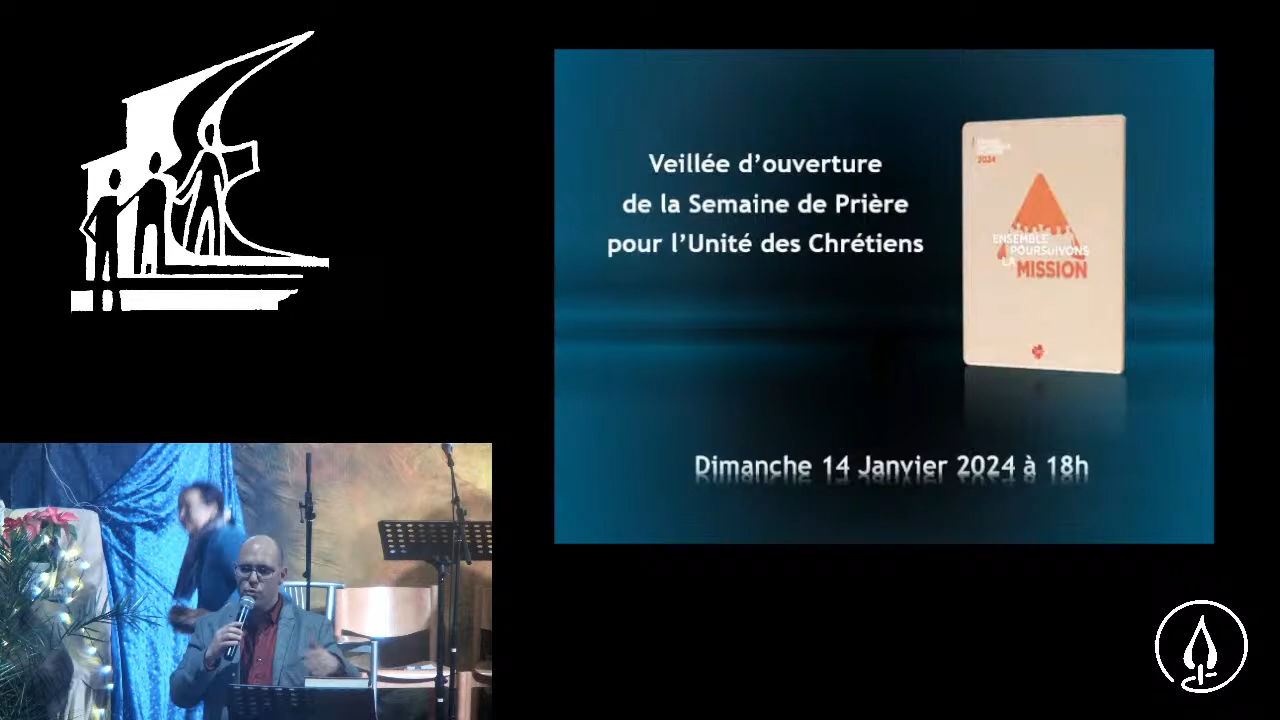 Veillée d’ouverture
de la Semaine de Prière
pour l’Unité des Chrétiens
2024
ENSEMBLE
POURSUIVONS
LA
MISSION
Dimanche 14 Janvier 2024 à 18h